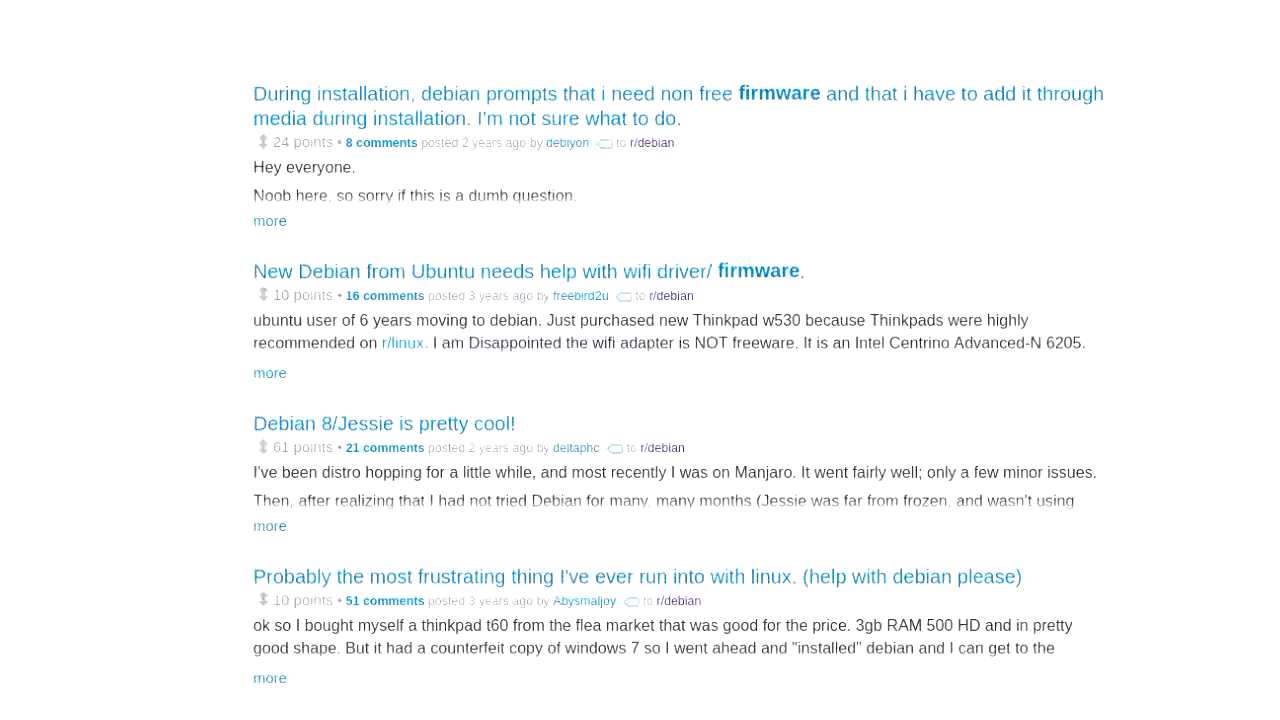 During installation, debian prompts that i need non free firmware and that i have to add it through
media during installation. I'm not sure what to do.
24 points • 8 comments posted 2 years ago by debiyon to r/debian
Hey everyone.
Noob here, so sorry if this is a dumb question.
more
New Debian from Ubuntu needs help with wifi driver/ firmware.
10 points • 16 comments posted 3 years ago by freebird2u to r/debian
ubuntu user of 6 years moving to debian. Just purchased new Thinkpad w530 because Thinkpads were highly
recommended on r/linux. I am Disappointed the wifi adapter is NOT freeware. It is an Intel Centrino Advanced-N 6205.
more
Debian 8/Jessie is pretty cool!
61 points • 21 comments posted 2 years ago by deltaphc to r/debian
I've been distro hopping for a little while, and most recently I was on Manjaro. It went fairly well; only a few minor issues.
Then, after realizing that I had not tried Debian for many, many months (Jessie was far from frozen, and wasn't using
more
Probably the most frustrating thing I've ever run into with linux. (help with debian please)
10 points • 51 comments posted 3 years ago by Abysmaljoy to r/debian
ok so I bought myself a thinkpad t60 from the flea market that was good for the price. 3gb RAM 500 HD and in pretty
good shape. But it had a counterfeit copy of windows 7 so I went ahead and "installed" debian and I can get to the
more